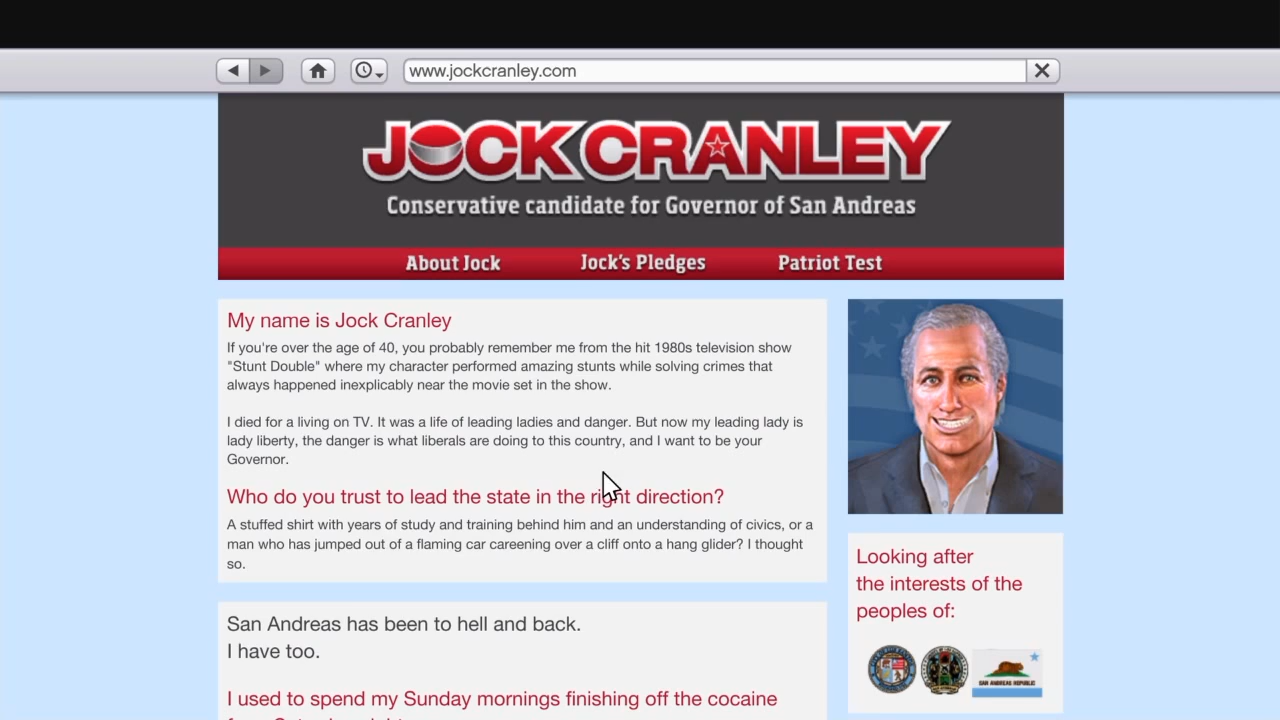 www.jockcranley.com
JOCK CRANLEY
Conservative candidate for Governor of San Andreas
About Jock
Jock's Pledges
Patriot Test
My name is Jock Cranley
If you're over the age of 40, you probably remember me from the hit 1980s television show
"Stunt Double" where my character performed amazing stunts while solving crimes that
always happened inexplicably near the movie set in the show.
I died for a living on TV. It was a life of leading ladies and danger. But now my leading lady is
lady liberty, the danger is what liberals are doing to this country, and I want to be your
Governor.
Who do you trust to lead the state in the right direction?
A stuffed shirt with years of study and training behind him and an understanding of civics, or a
man who has jumped out of a flaming car careening over a cliff onto a hang glider? I thought
so.
San Andreas has been to hell and back.
I have too.
I used to spend my Sunday mornings finishing off the cocaine
Looking after
the interests of the
peoples of:
SAN ANDREAS REPUBLIC